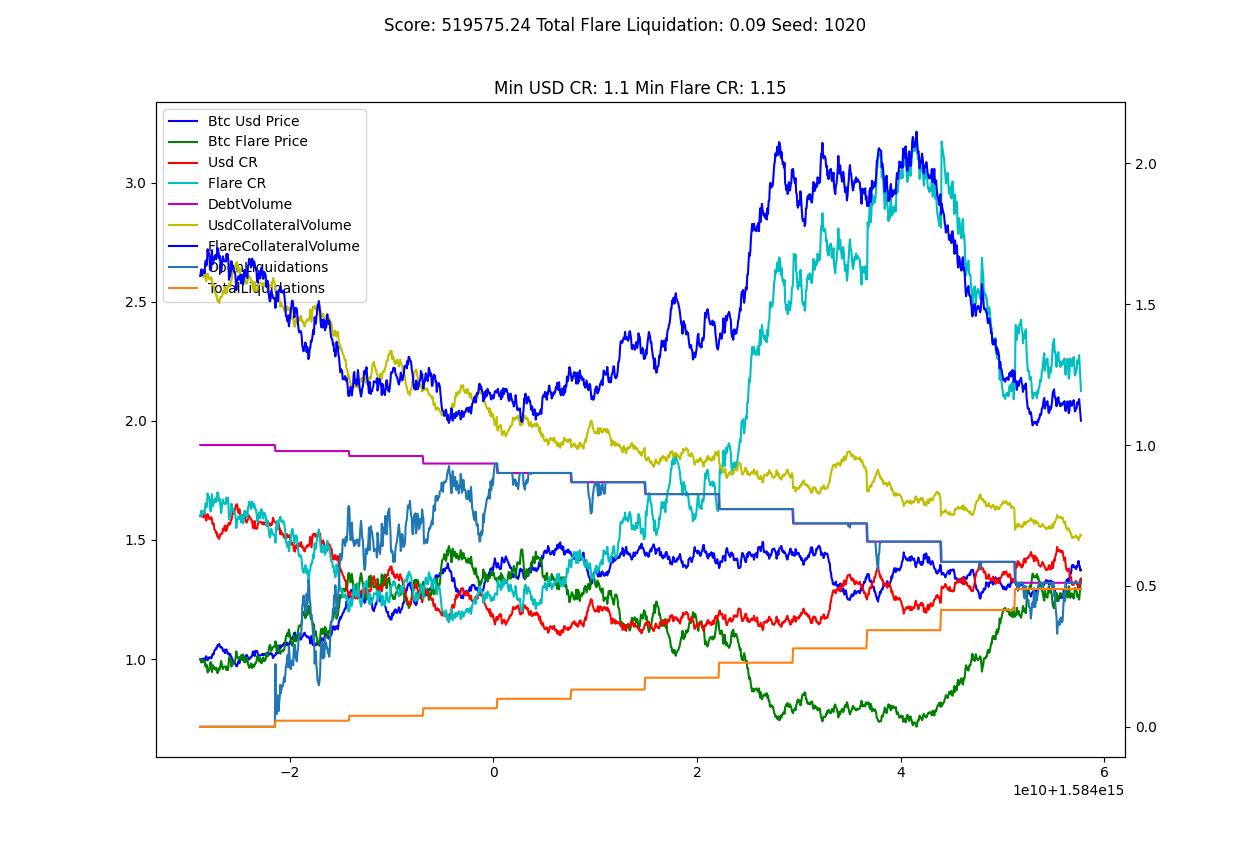 Score: 519575.24 Total Flare Liquidation: 0.09 Seed: 1020
Min USD CR: 1.1 Min Flare CR: 1.15
Btc Usd Price
Btc Flare Price
Usd CR
Flare CR
DebtVolume
UsdCollateralVolume
FlareCollateralVolume
OpenLiquidations
TotalLiquidations
3.0
2.5
2.0
1.5
1.0
2.0
1.5
1.0
0.5
0.0
−2
0
2
4
6
1e10+1.584e15